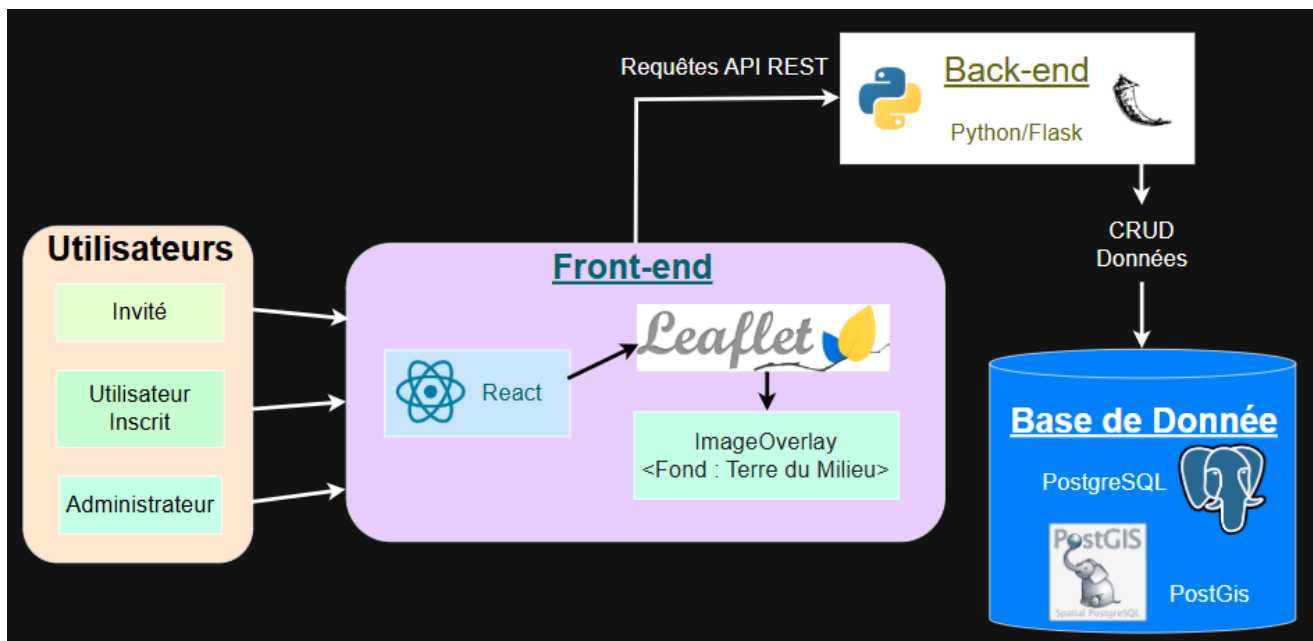 Requêtes API REST
Back-end
Python/Flask
CRUD
Données
Utilisateurs
Invité
Utilisateur
Inscrit
Administrateur
Front-end
React
Leaflet
ImageOverlay
<Fond : Terre du Milieu>
Base de Donnée
PostgreSQL
PostGIS
Spatial PostgreSQL
PostGis